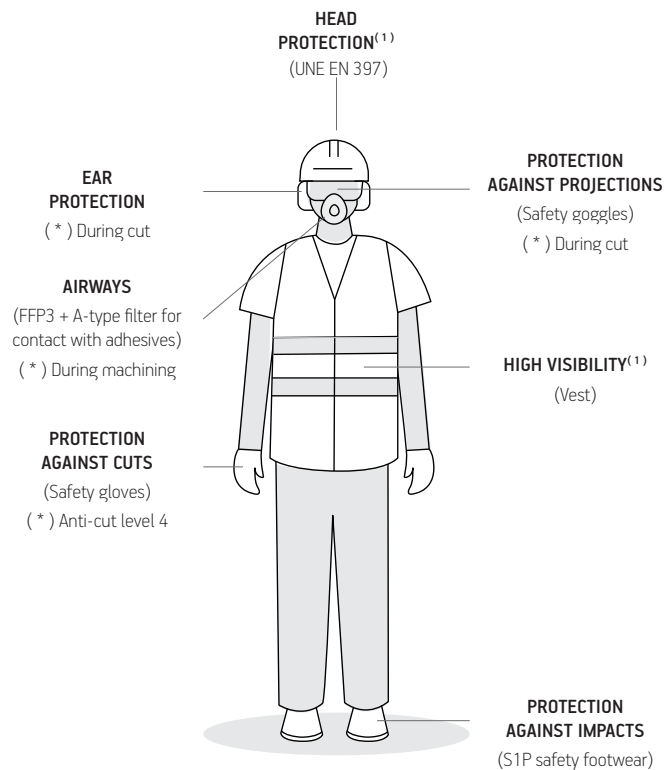 HEAD
PROTECTION(1)
(UNE EN 397)
EAR
PROTECTION
(*) During cut
AIRWAYS
(FFP3 + A-type filter for
contact with adhesives)
(*) During machining
PROTECTION
AGAINST CUTS
(Safety gloves)
(*) Anti-cut level 4
PROTECTION
AGAINST PROJECTIONS
(Safety goggles)
(*) During cut
HIGH VISIBILITY(1)
(Vest)
PROTECTION
AGAINST IMPACTS
(S1P safety footwear)